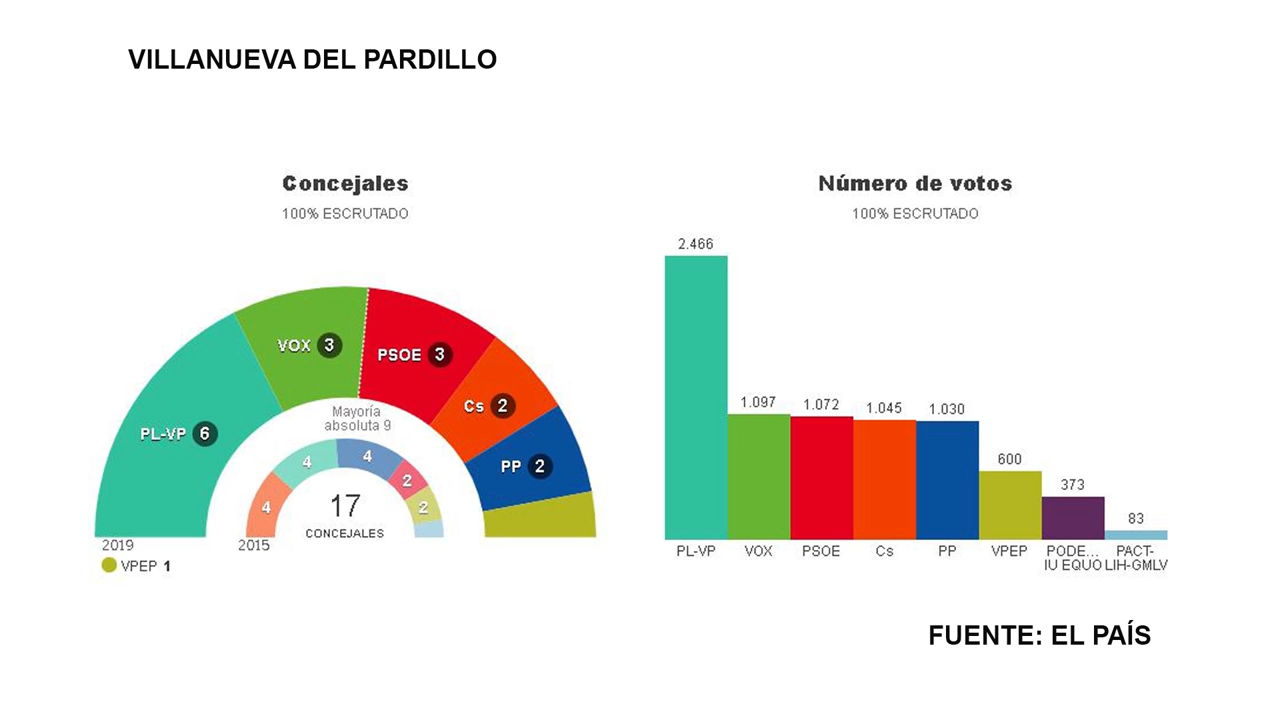 VILLANUEVA DEL PARDILLO
Concejales
100% ESCRUTADO
PL-VP 6
VOX 3
PSOE 3
Cs 2
PP 2
Mayoría
absoluta 9
4
4
4
2
2
17
CONCEJALES
2019
2015
VPEP 1
Número de votos
100% ESCRUTADO
2.466
1.097
1.072
1.045
1.030
600
373
83
PL-VP
VOX
PSOE
Cs
PP
VPEP
PODE...
IU EQUO
PACT-
LIH-GMLV
FUENTE: EL PAÍS